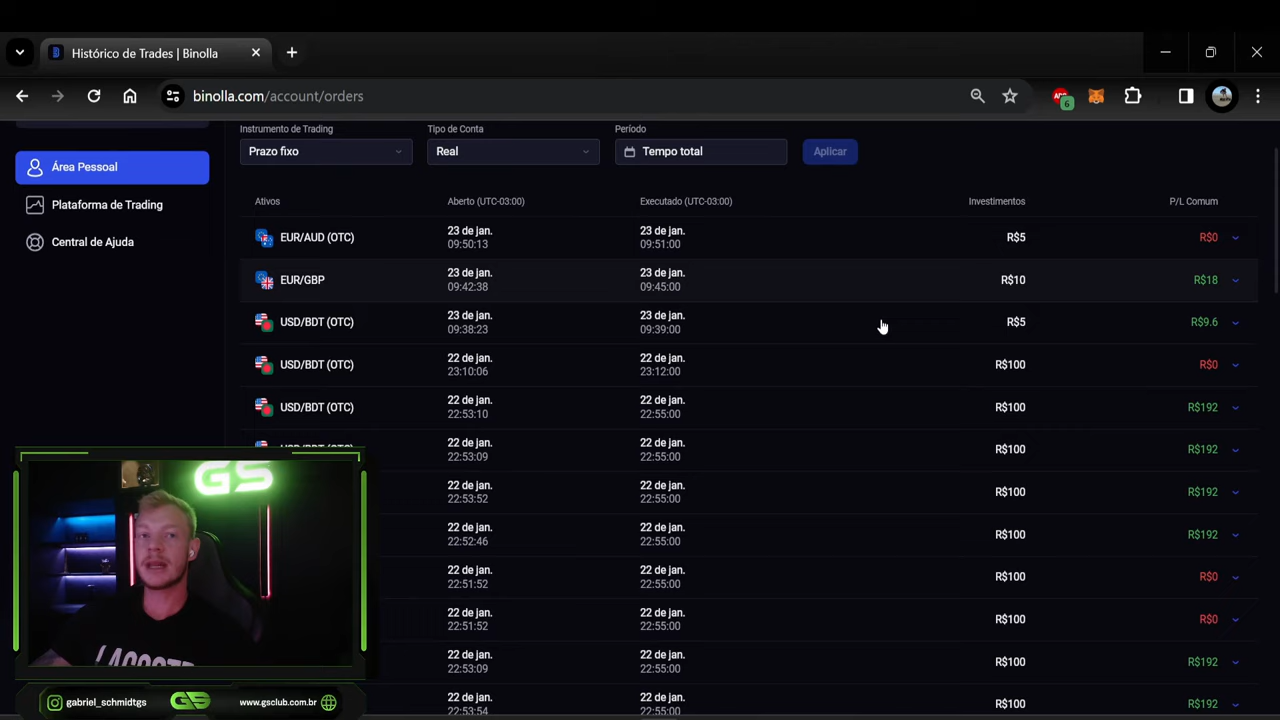 Histórico de Trades | Binolla
binolla.com/account/orders
6
Instrumento de Trading Tipo de Conta Período
Prazo fixo Real Tempo total Aplicar
Área Pessoal
Plataforma de Trading
Central de Ajuda
Ativos Aberto (UTC-03:00) Executado (UTC-03:00) Investimentos P/L Comum
EUR/AUD (OTC) 23 de jan. 23 de jan. R$5 R$0
09:50:13 09:51:00
EUR/GBP 23 de jan. 23 de jan. R$10 R$18
09:42:38 09:45:00
USD/BDT (OTC) 23 de jan. 23 de jan. R$5 R$9.6
09:38:23 09:39:00
USD/BDT (OTC) 22 de jan. 22 de jan. R$100 R$0
23:10:06 23:12:00
USD/BDT (OTC) 22 de jan. 22 de jan. R$100 R$192
22:53:10 22:55:00
USD/BDT (OTC) 22 de jan. 22 de jan. R$100 R$192
22:53:09 22:55:00
22 de jan. 22 de jan. R$100 R$192
22:53:52 22:55:00
22 de jan. 22 de jan. R$100 R$192
22:52:46 22:55:00
22 de jan. 22 de jan. R$100 R$0
22:51:52 22:55:00
22 de jan. 22 de jan. R$100 R$0
22:51:52 22:55:00
22 de jan. 22 de jan. R$100 R$192
22:53:09 22:55:00
22 de jan. 22 de jan. R$100 R$192
22:53:54 22:55:00
GS
gabriel_schmidtgs GS www.gsclub.com.br